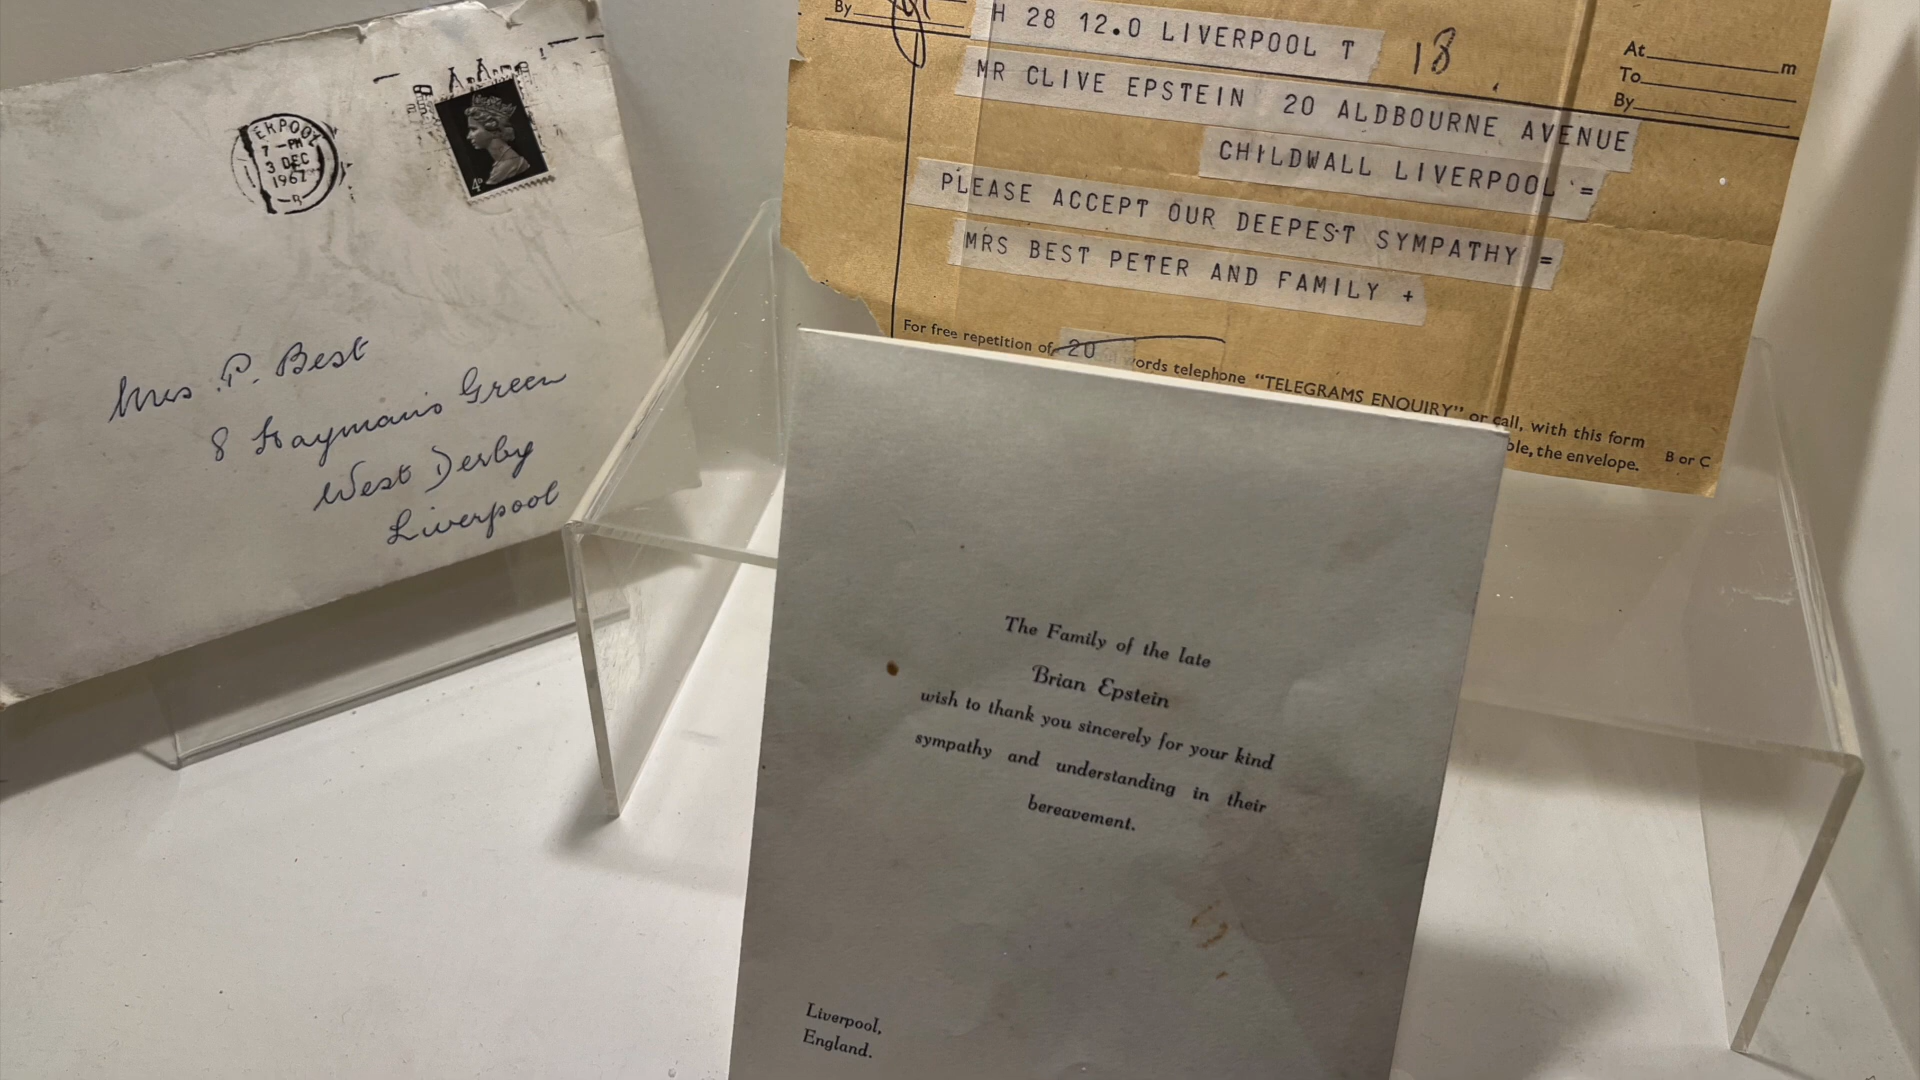 7 - PM
3 DEC
1967
4D
Mrs P. Best
8 Haymans Green
West Derby
Liverpool
By
H 28 12.0 LIVERPOOL T 18
At m
To
By
MR CLIVE EPSTEIN 20 ALDBOURNE AVENUE
CHILDWALL LIVERPOOL =
PLEASE ACCEPT OUR DEEPEST SYMPATHY =
MRS BEST PETER AND FAMILY +
For free repetition of 20 words telephone "TELEGRAMS ENQUIRY" or call, with this form
the envelope. B or C
The Family of the late
Brian Epstein
wish to thank you sincerely for your kind
sympathy and understanding in their
bereavement.
Liverpool,
England.